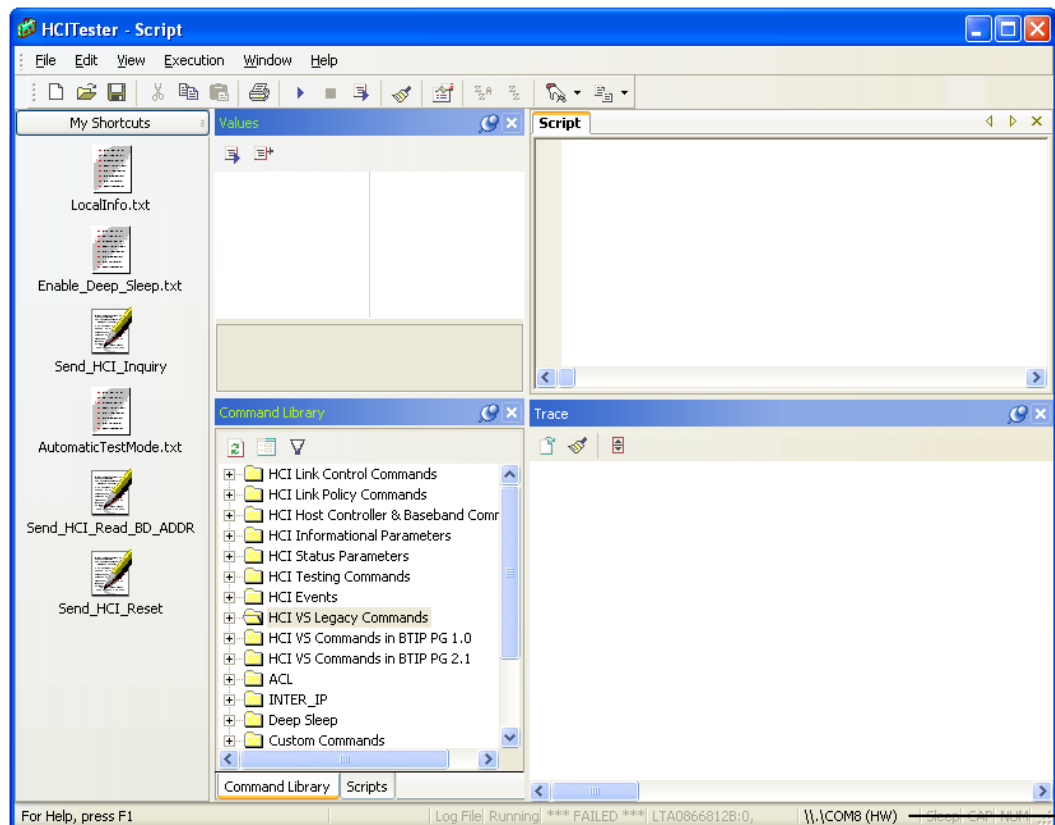 HCITester - Script
File Edit View Execution Window Help
My Shortcuts
LocalInfo.txt
Enable_Deep_Sleep.txt
Send_HCI_Inquiry
AutomaticTestMode.txt
Send_HCI_Read_BD_ADDR
Send_HCI_Reset
Values
Script
Command Library
HCI Link Control Commands
HCI Link Policy Commands
HCI Host Controller & Baseband Comr
HCI Informational Parameters
HCI Status Parameters
HCI Testing Commands
HCI Events
HCI VS Legacy Commands
HCI VS Commands in BTIP PG 1.0
HCI VS Commands in BTIP PG 2.1
ACL
INTER_IP
Deep Sleep
Custom Commands
Command Library Scripts
Trace
For Help, press F1 Log File Running *** FAILED *** LTA0866812B:0, \\.\COM8 (HW) Sleep CAP NUM